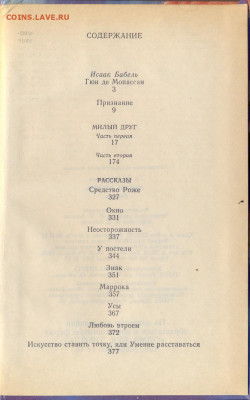 COINS.LAVE.RU
СОДЕРЖАНИЕ
Исаак Бабель
Гюи де Мопассан
3
Признания
9
МИЛЫЙ ДРУГ
Часть первая
17
Часть вторая
174
РАССКАЗЫ
Средство Роже
327
Окно
331
Неосторожность
337
У постели
344
Знак
351
Маррока
357
Усы
367
Любовь втроем
372
Искусство ставить точку, или Умение расставаться
377